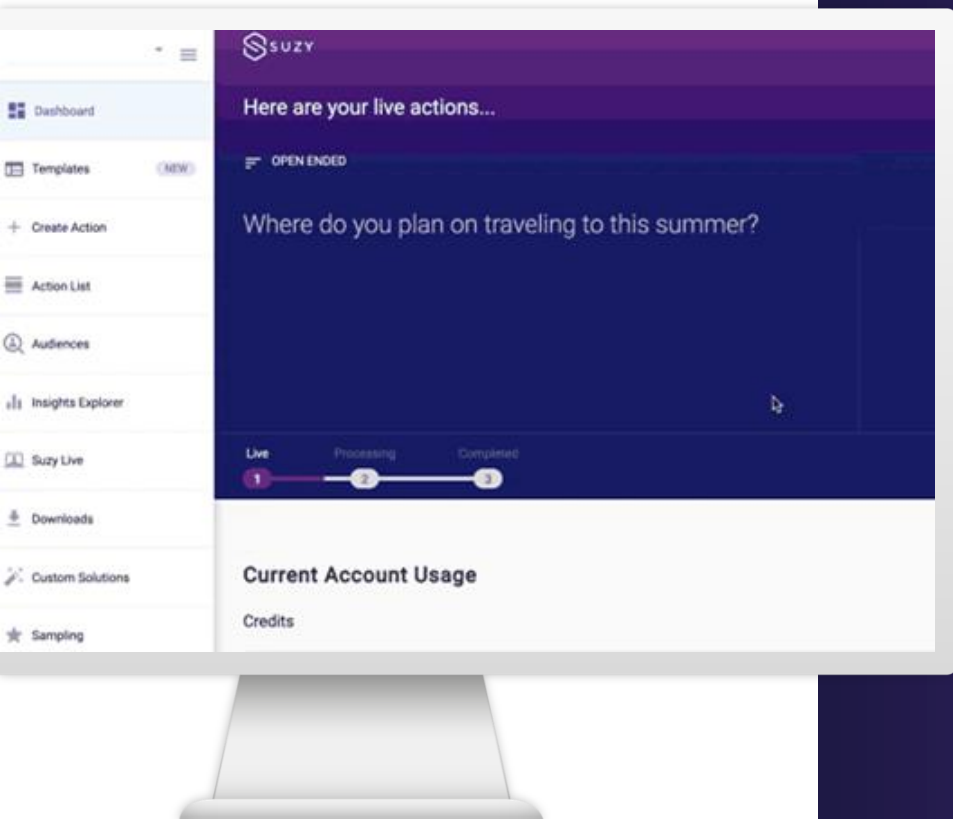 SUZY
Dashboard
Templates NEW
Create Action
Action List
Audiences
Insights Explorer
Suzy Live
Downloads
Custom Solutions
Sampling
Here are your live actions...
OPEN ENDED
Where do you plan on traveling to this summer?
Live Processing Completed
1 2 3
Current Account Usage
Credits